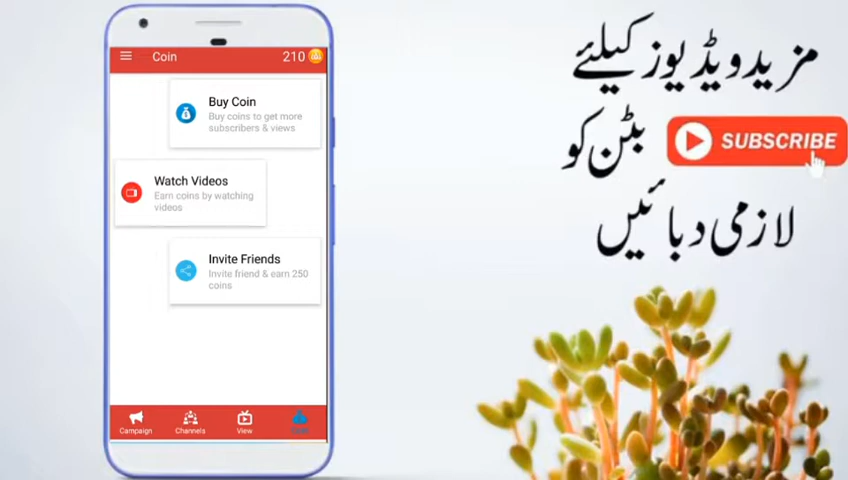 Coin
210
Buy Coin
Buy coins to get more
subscribers & views
Watch Videos
Earn coins by watching
videos
Invite Friends
Invite friend & earn 250
coins
Campaign
Channels
View
مزید ویڈیوز کیلئے
SUBSCRIBE بٹن کو
لازمی دبائیں